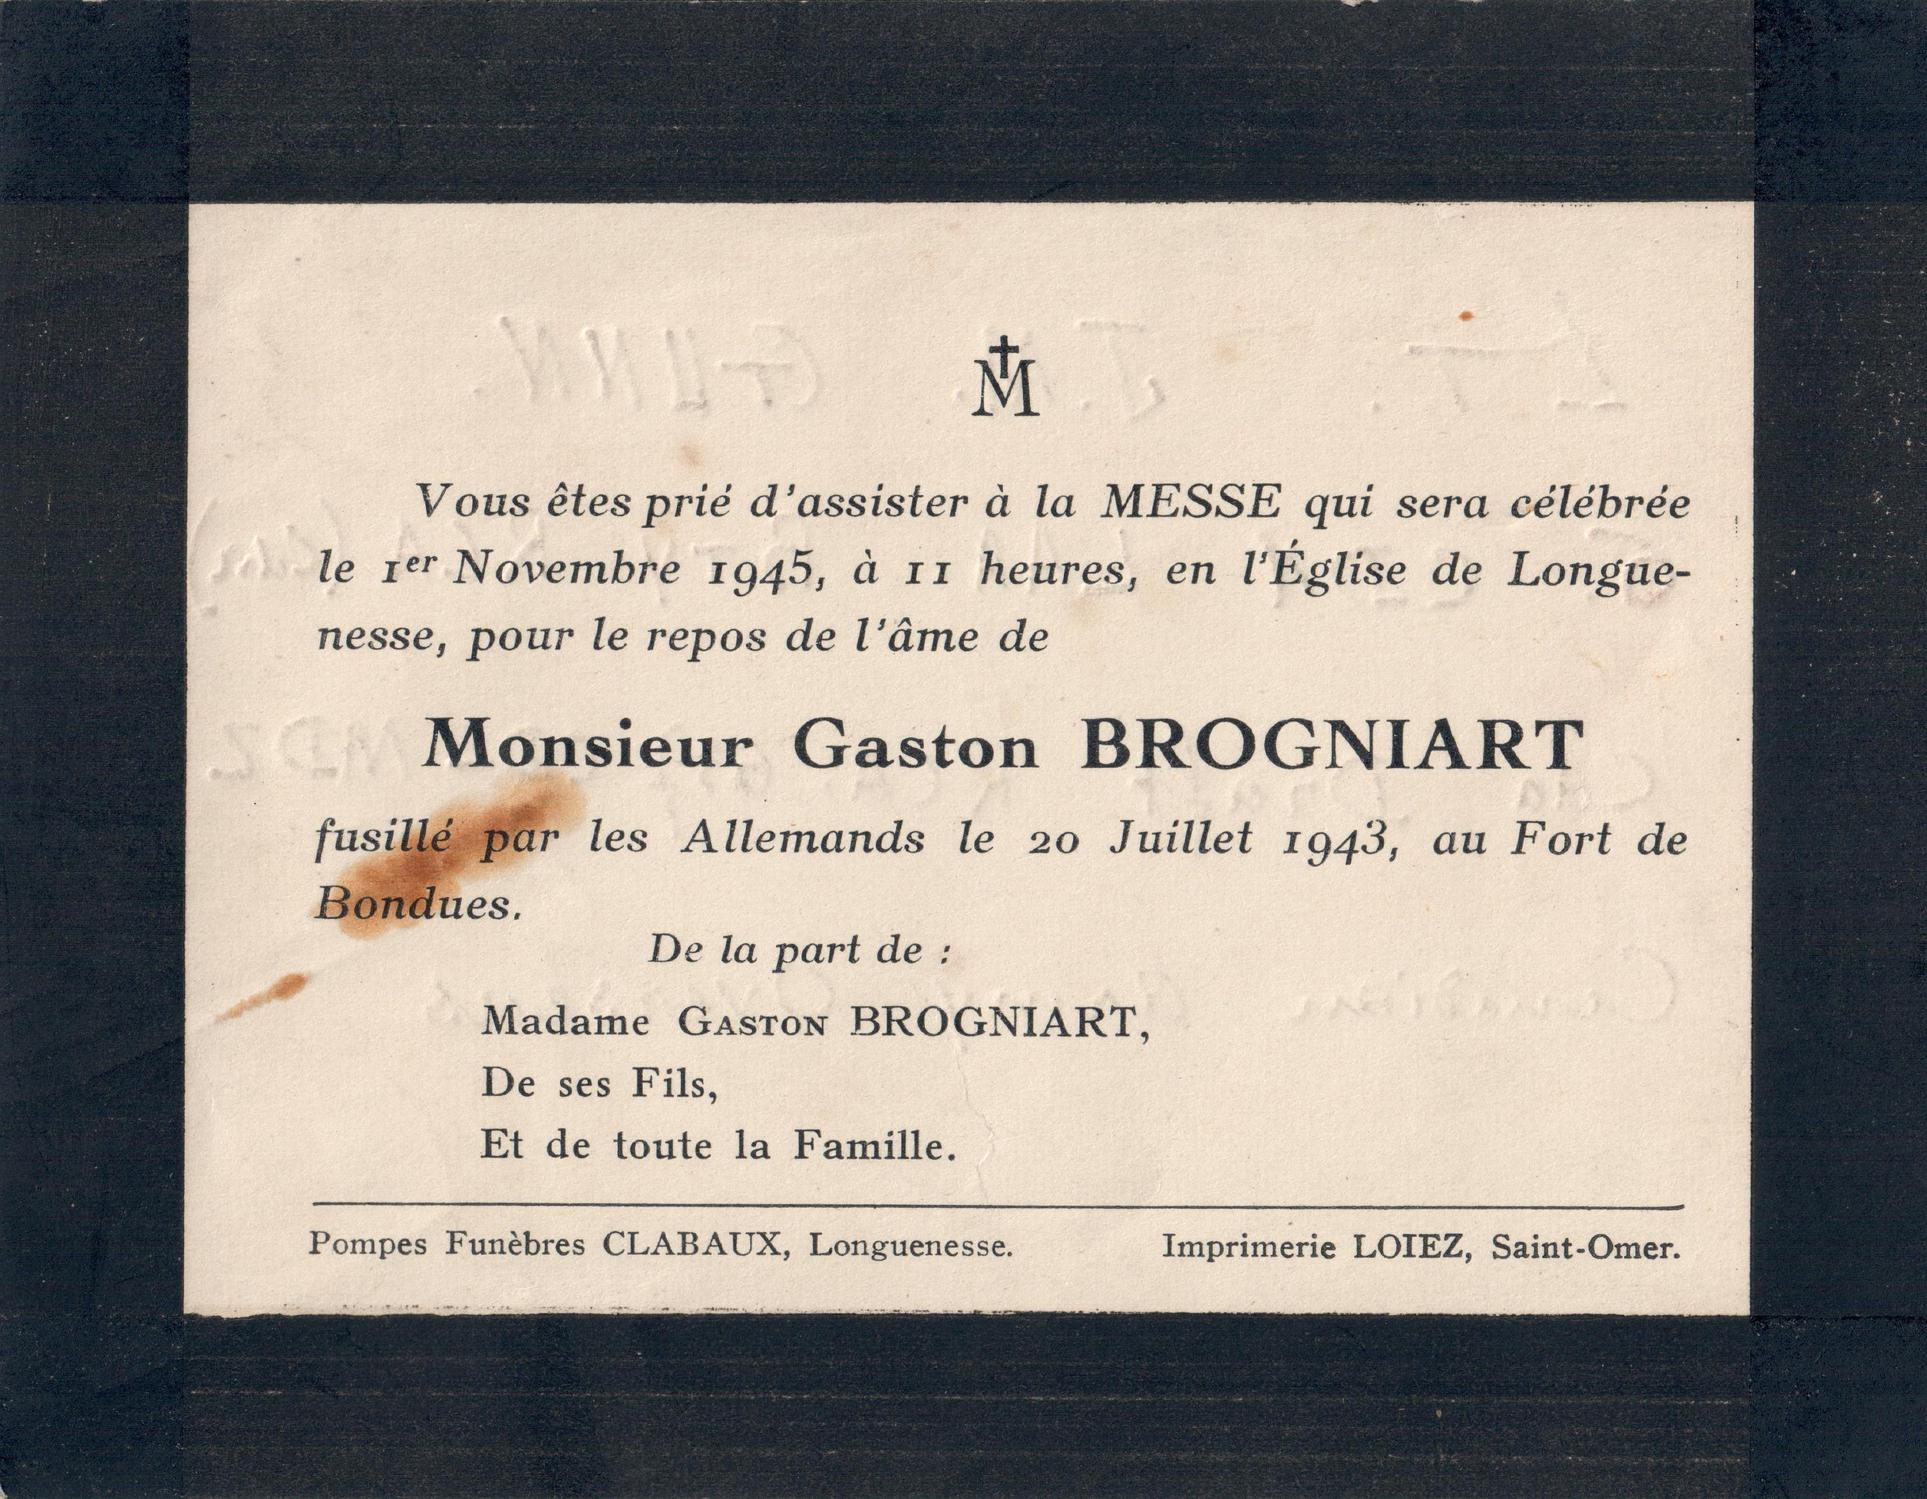 M
Vous êtes prié d'assister à la MESSE qui sera célébrée
le 1er Novembre 1945, à 11 heures, en l'Église de Longue-
nesse, pour le repos de l'âme de
Monsieur Gaston BROGNIART
fusillé par les Allemands le 20 Juillet 1943, au Fort de
Bondues.
De la part de :
Madame GASTON BROGNIART,
De ses Fils,
Et de toute la Famille.
Pompes Funèbres CLABAUX, Longuenesse.
Imprimerie LOIEZ, Saint-Omer.